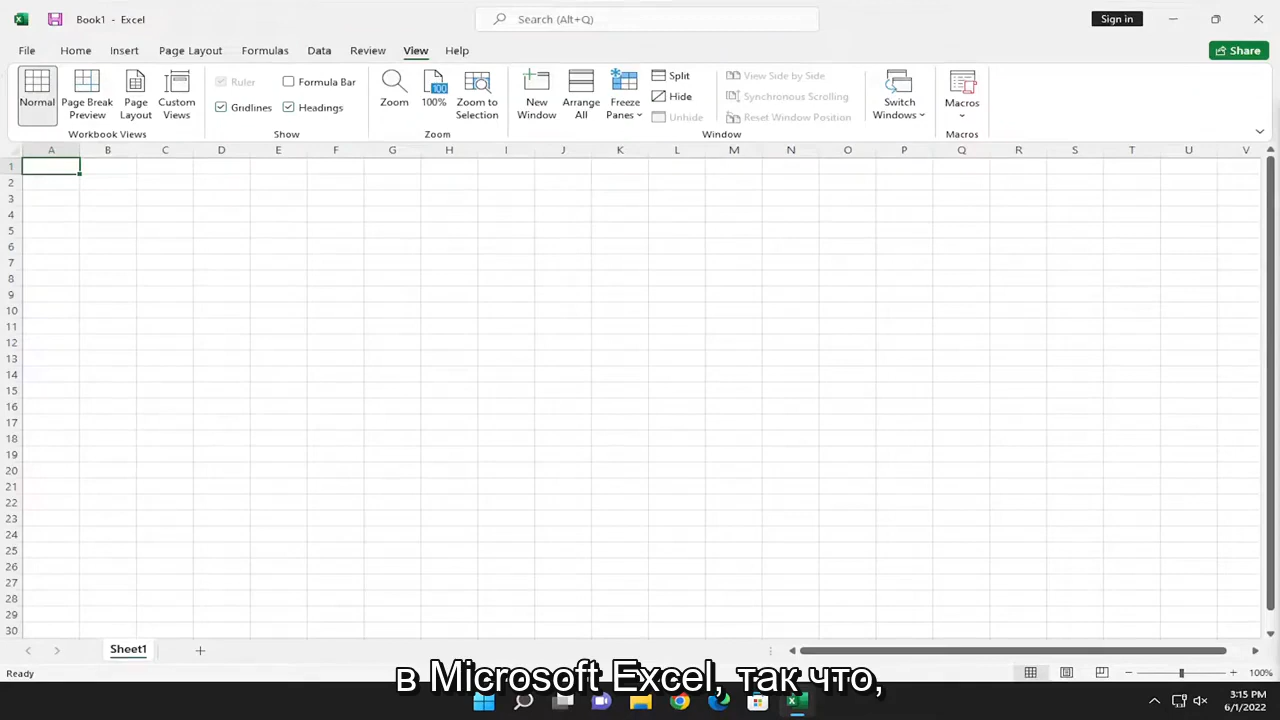 Book1 - Excel
Search (Alt+Q)
Sign in
File Home Insert Page Layout Formulas Data Review View Help
Share
Normal
Page Break Preview
Page Layout
Custom Views
Workbook Views
Ruler
Formula Bar
Gridlines
Headings
Show
Zoom
100
100%
Zoom to Selection
Zoom
New Window
Arrange All
Freeze Panes
Split
Hide
Unhide
View Side by Side
Synchronous Scrolling
Reset Window Position
Window
Switch Windows
Macros
Macros
A B C D E F G H I J K L M N O P Q R S T U V
1
2
3
4
5
6
7
8
9
10
11
12
13
14
15
16
17
18
19
20
21
22
23
24
25
26
27
28
29
30
Sheet1
Ready
100%
в Microsoft Excel, так что,
3:15 PM
6/1/2022